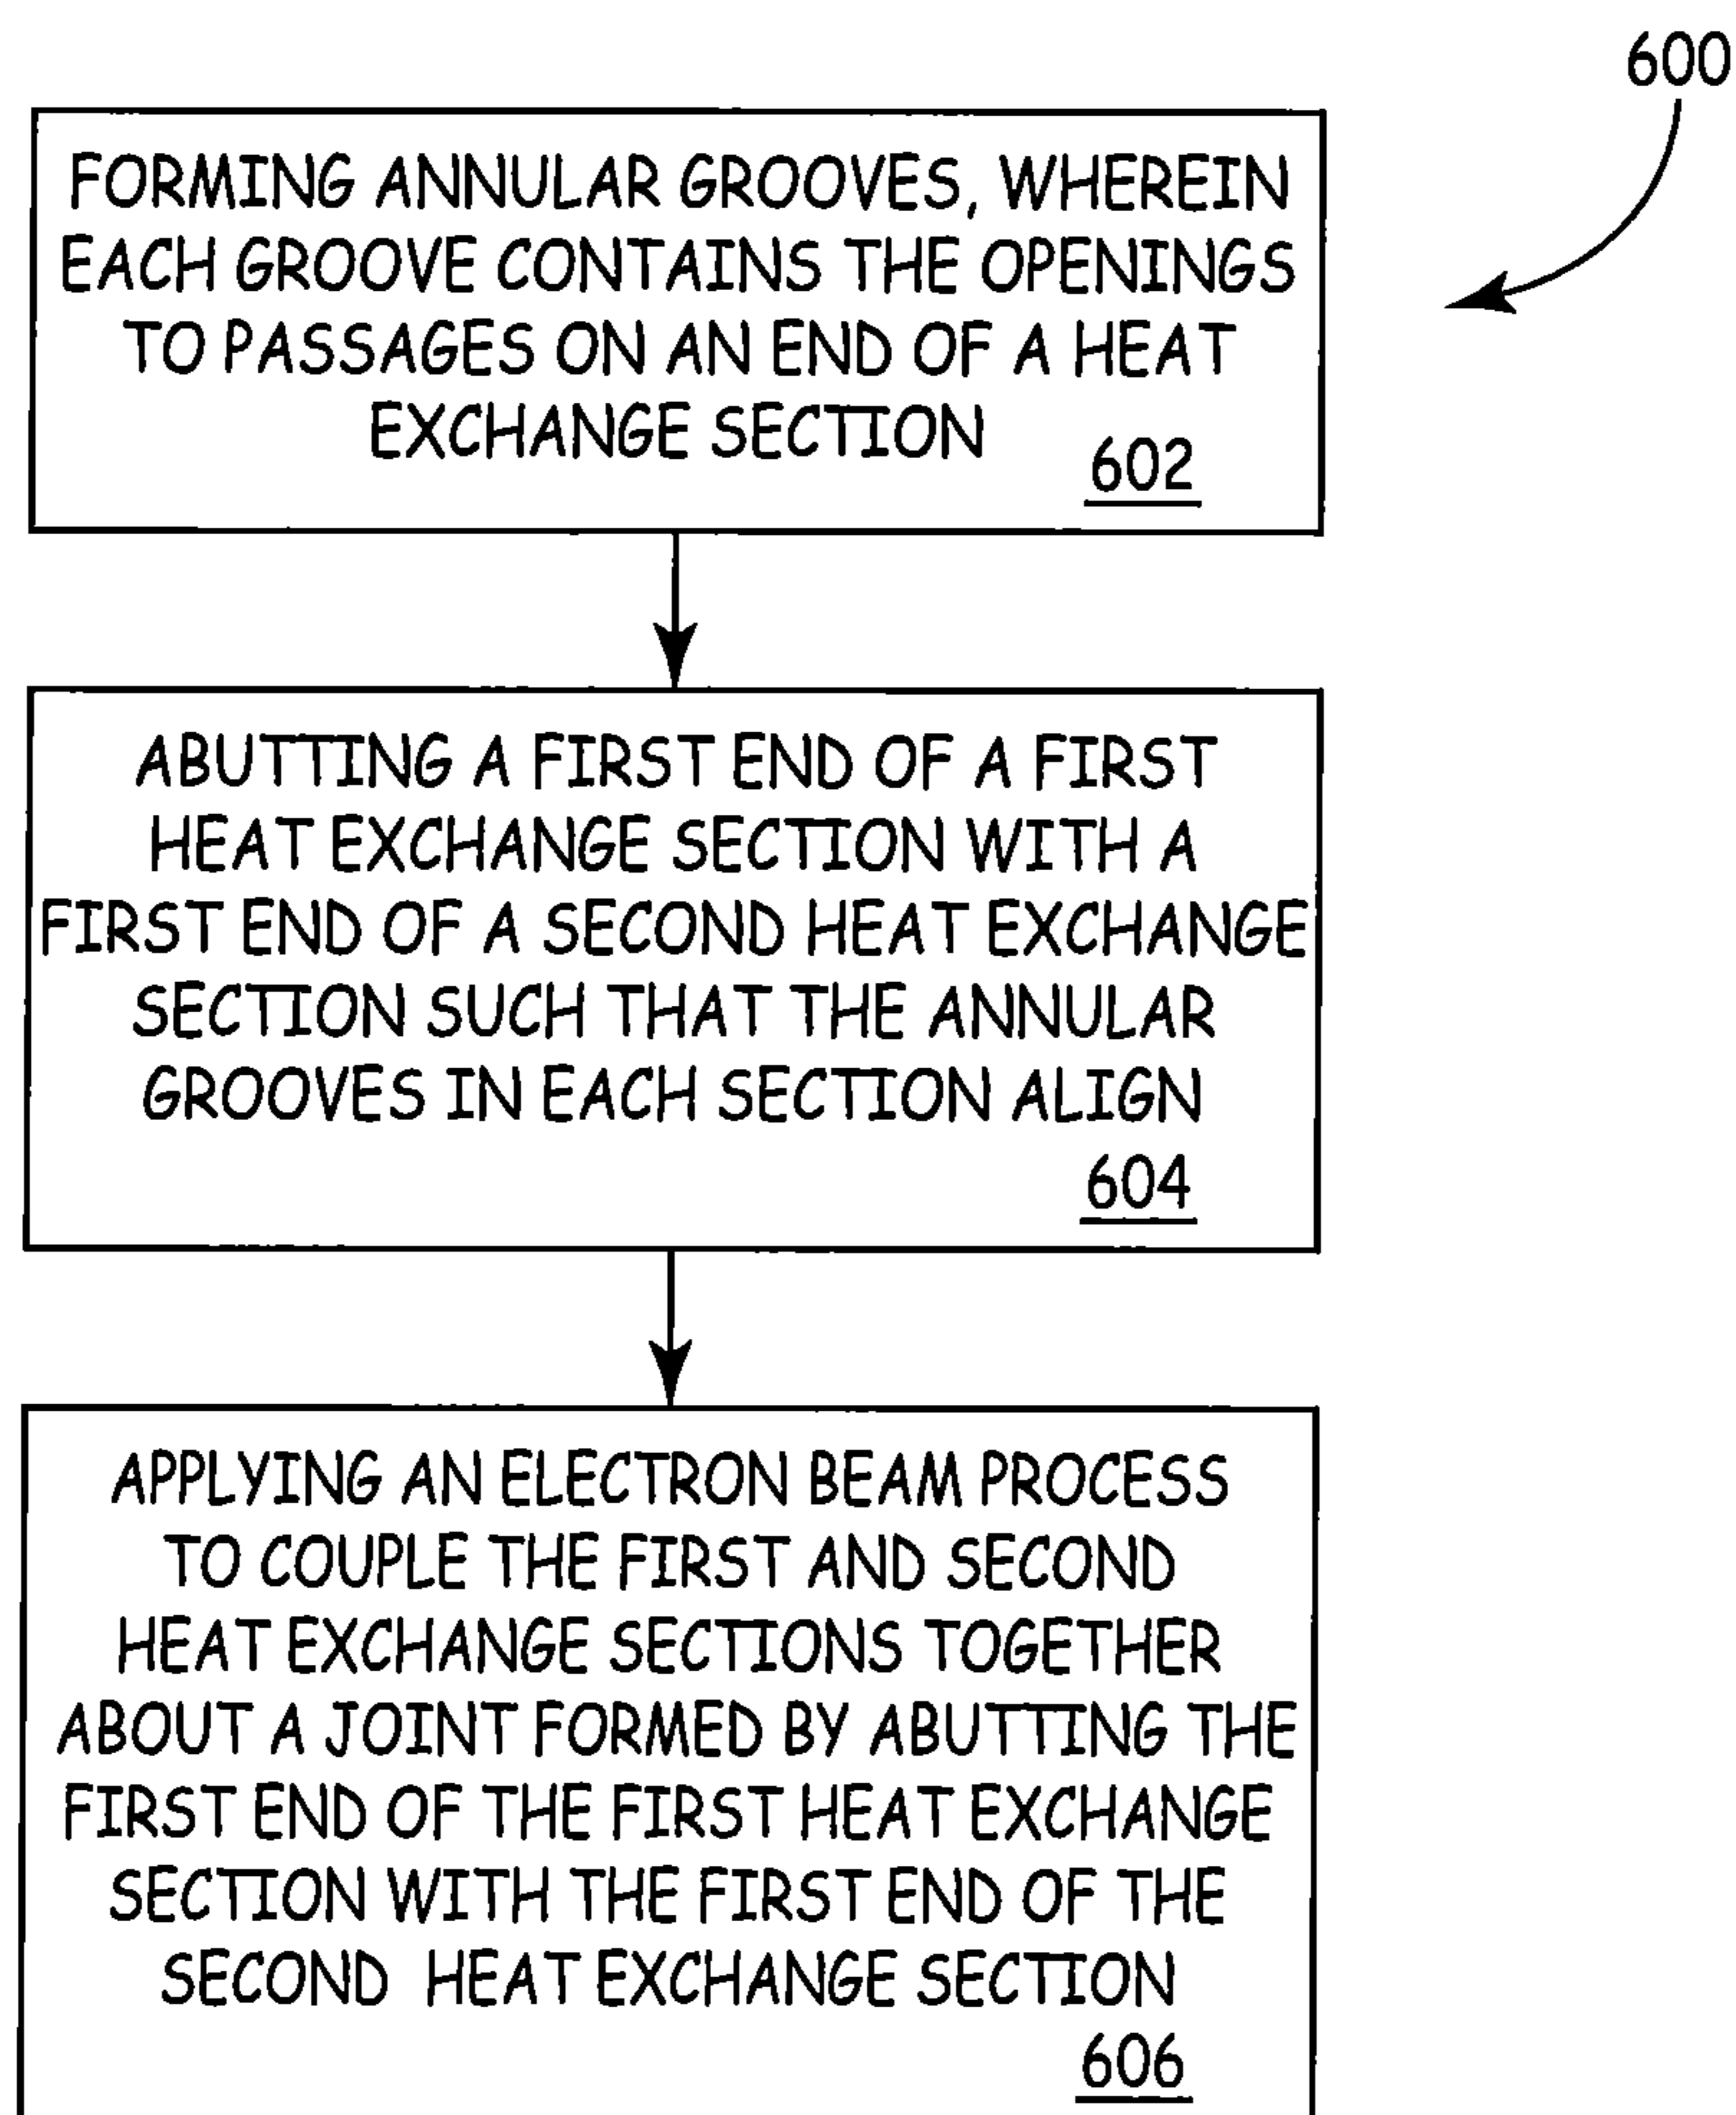 600
FORMING ANNULAR GROOVES, WHEREIN
EACH GROOVE CONTAINS THE OPENINGS
TO PASSAGES ON AN END OF A HEAT
EXCHANGE SECTION
602
ABUTTING A FIRST END OF A FIRST
HEAT EXCHANGE SECTION WITH A
FIRST END OF A SECOND HEAT EXCHANGE
SECTION SUCH THAT THE ANNULAR
GROOVES IN EACH SECTION ALIGN
604
APPLYING AN ELECTRON BEAM PROCESS
TO COUPLE THE FIRST AND SECOND
HEAT EXCHANGE SECTIONS TOGETHER
ABOUT A JOINT FORMED BY ABUTTING THE
FIRST END OF THE FIRST HEAT EXCHANGE
SECTION WITH THE FIRST END OF THE
SECOND HEAT EXCHANGE SECTION
606